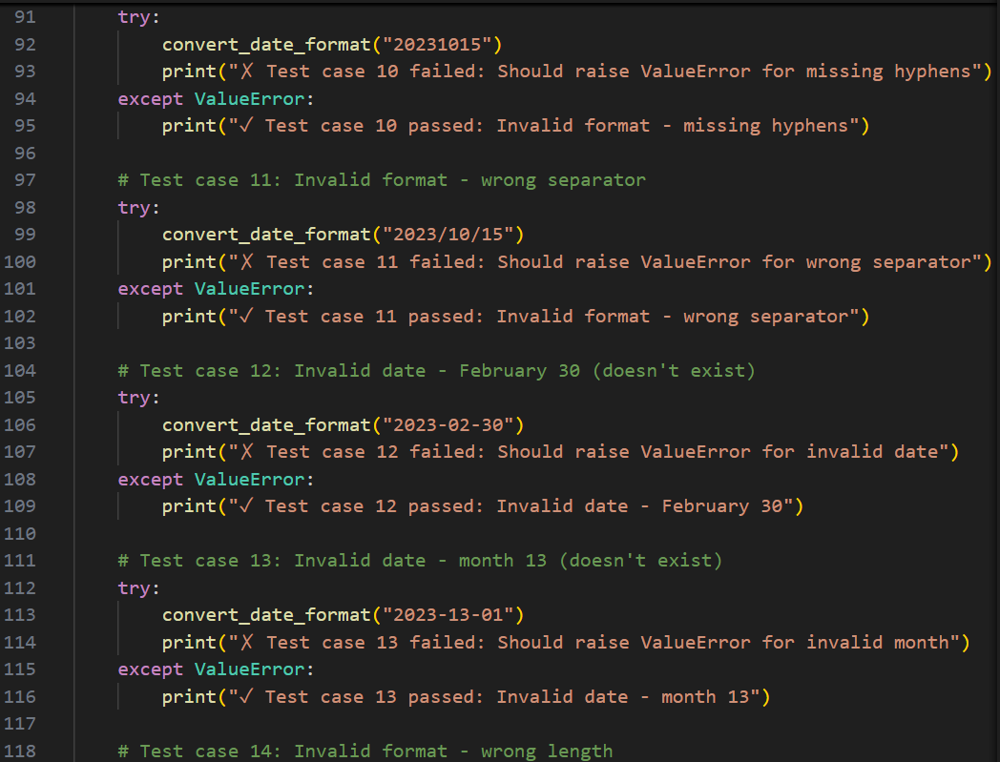 91 try:
92 convert_date_format("20231015")
93 print("✗ Test case 10 failed: Should raise ValueError for missing hyphens")
94 except ValueError:
95 print("✓ Test case 10 passed: Invalid format - missing hyphens")
96
97 # Test case 11: Invalid format - wrong separator
98 try:
99 convert_date_format("2023/10/15")
100 print("✗ Test case 11 failed: Should raise ValueError for wrong separator")
101 except ValueError:
102 print("✓ Test case 11 passed: Invalid format - wrong separator")
103
104 # Test case 12: Invalid date - February 30 (doesn't exist)
105 try:
106 convert_date_format("2023-02-30")
107 print("✗ Test case 12 failed: Should raise ValueError for invalid date")
108 except ValueError:
109 print("✓ Test case 12 passed: Invalid date - February 30")
110
111 # Test case 13: Invalid date - month 13 (doesn't exist)
112 try:
113 convert_date_format("2023-13-01")
114 print("✗ Test case 13 failed: Should raise ValueError for invalid month")
115 except ValueError:
116 print("✓ Test case 13 passed: Invalid date - month 13")
117
118 # Test case 14: Invalid format - wrong length